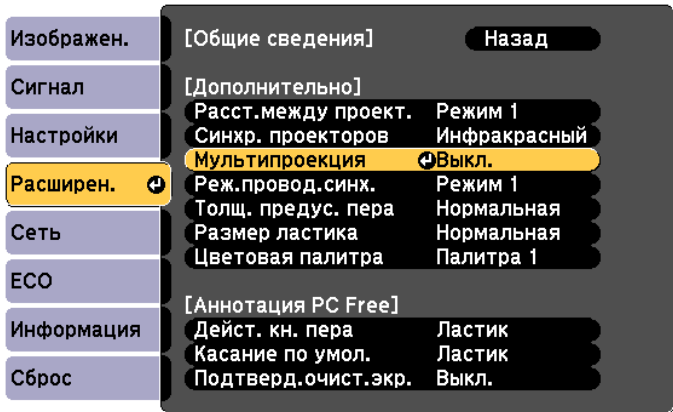 Изображен.
Сигнал
Настройки
Расширен.
Сеть
ECO
Информация
Сброс
[Общие сведения] Назад
[Дополнительно]
Расст.между проект. Режим 1
Синхр. проекторов Инфракрасный
Мультипроекция Выкл.
Реж.провод.синх. Режим 1
Толщ. предус. пера Нормальная
Размер ластика Нормальная
Цветовая палитра Палитра 1
[Аннотация PC Free]
Дейст. кн. пера Ластик
Касание по умол. Ластик
Подтверд.очист.экр. Выкл.